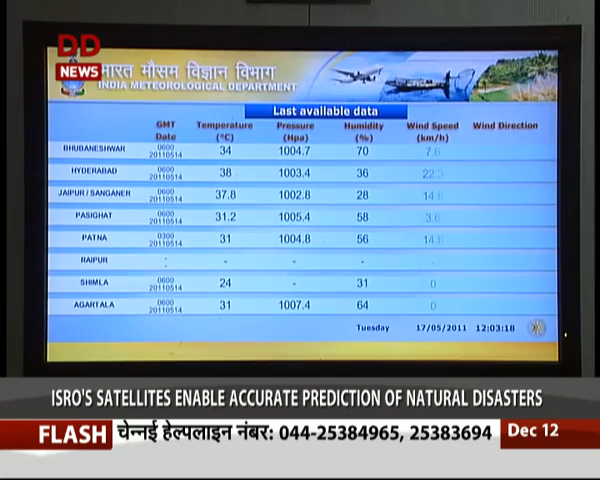 DD
NEWS
भारत मौसम विज्ञान विभाग
INDIA METEOROLOGICAL DEPARTMENT
Last available data
GMT Date Temperature (°C) Pressure (Hpa) Humidity (%) Wind Speed (km/h) Wind Direction
BHUBANESHWAR 0600 20110514 34 1004.7 70 7.6
HYDERABAD 0600 20110514 38 1003.4 36 22.3
JAIPUR / SANGANER 0600 20110514 37.8 1002.8 28 14.8
PASIGHAT 0600 20110514 31.2 1005.4 58 3.6
PATNA 0300 20110514 31 1004.8 56 14.8
RAIPUR : - - -
SHIMLA 0600 20110514 24 - 31 0
AGARTALA 0600 20110514 31 1007.4 64 0
Tuesday 17/05/2011 12:03:18
ISRO'S SATELLITES ENABLE ACCURATE PREDICTION OF NATURAL DISASTERS
FLASH चेन्नई हेल्पलाइन नंबर: 044-25384965, 25383694 Dec 12